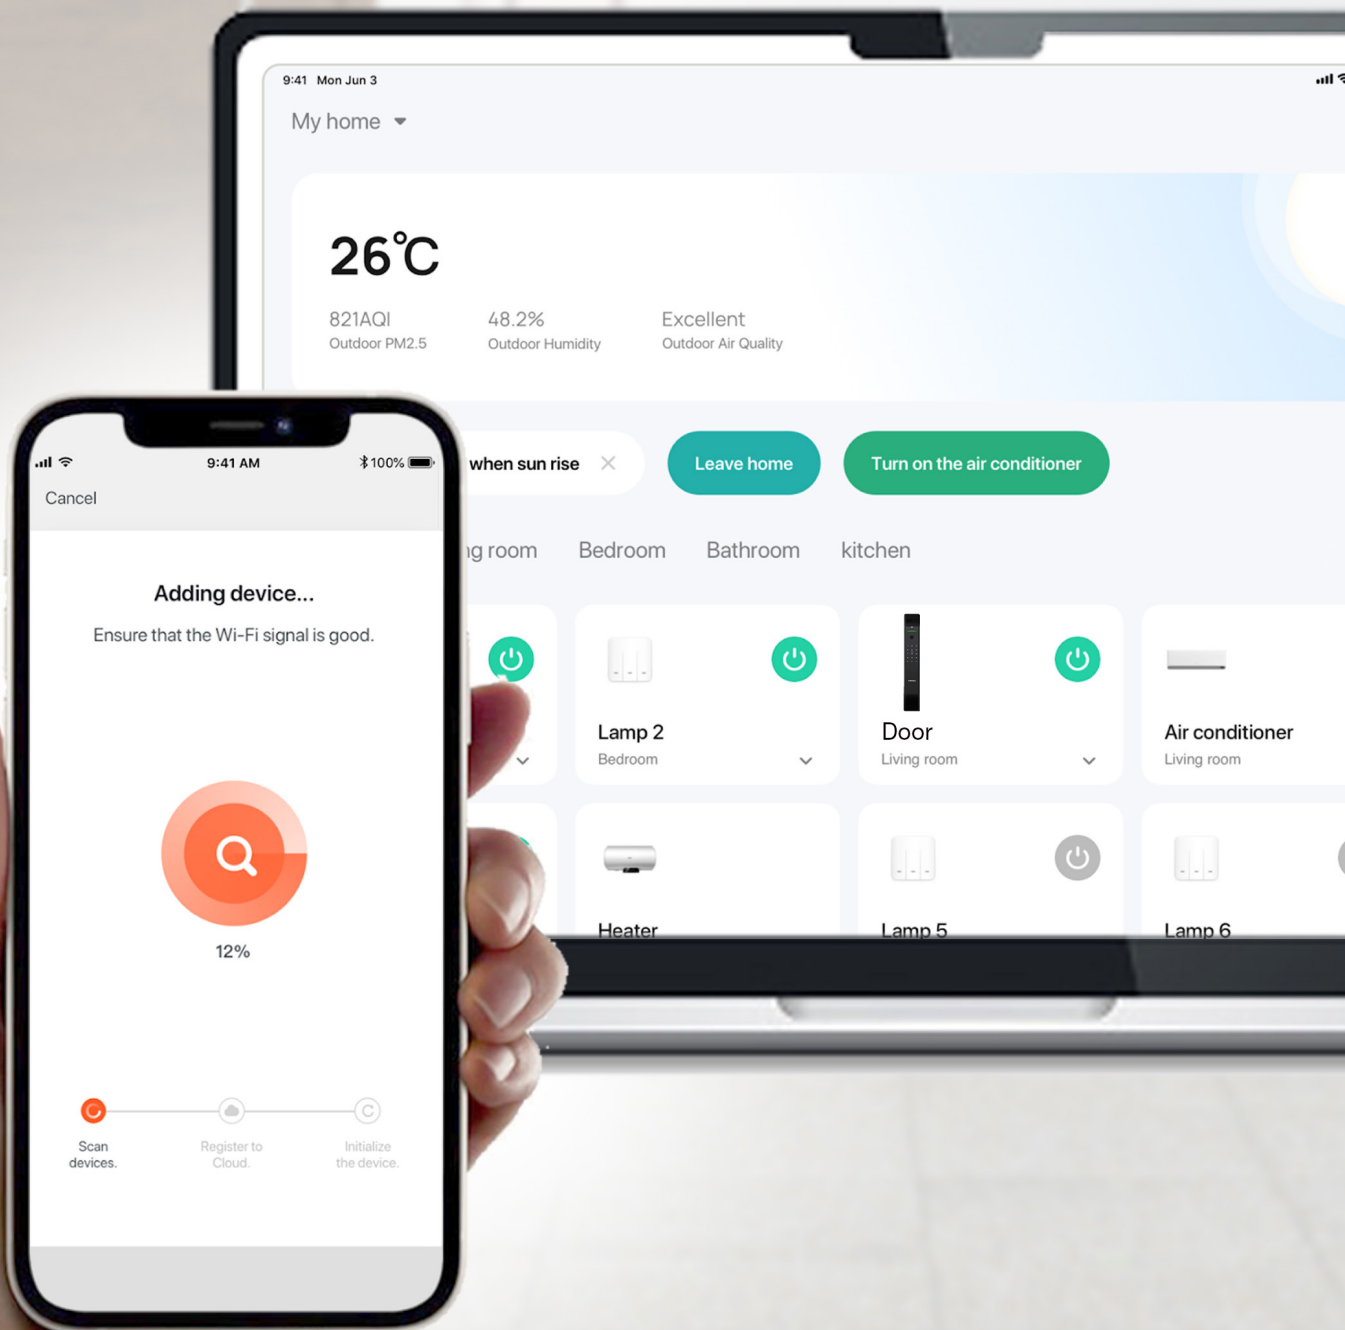 9:41 Mon Jun 3
My home
26°C
821AQI
Outdoor PM2.5
48.2%
Outdoor Humidity
Excellent
Outdoor Air Quality
when sun rise
Leave home
Turn on the air conditioner
room
Bedroom
Bathroom
kitchen
Lamp 2
Bedroom
Door
Living room
Air conditioner
Living room
Heater
Lamp 5
Lamp 6
9:41 AM
100%
Cancel
Adding device...
Ensure that the Wi-Fi signal is good.
12%
Scan
devices.
Register to
Cloud.
Initialize
the device.